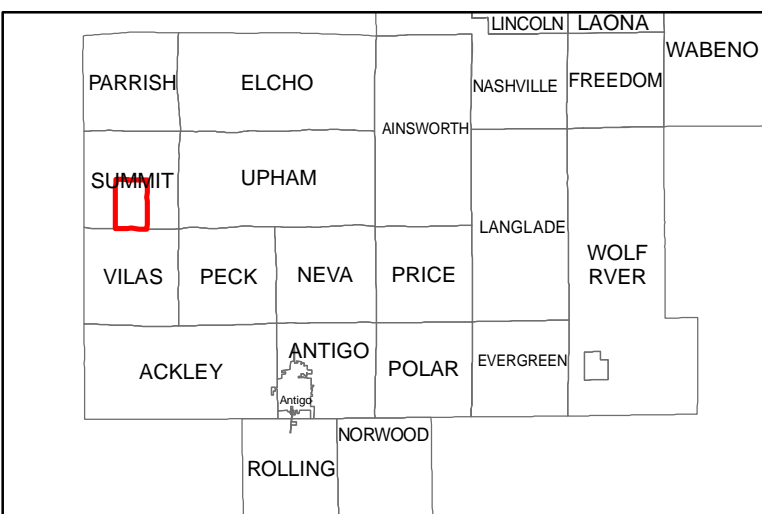 LINCOLN
LAONA
WABENO
PARRISH
ELCHO
NASHVILLE
FREEDOM
AINSWORTH
SUMMIT
UPHAM
LANGLADE
WOLF
RVER
VILAS
PECK
NEVA
PRICE
ANTIGO
ACKLEY
POLAR
EVERGREEN
Antigo
NORWOOD
ROLLING